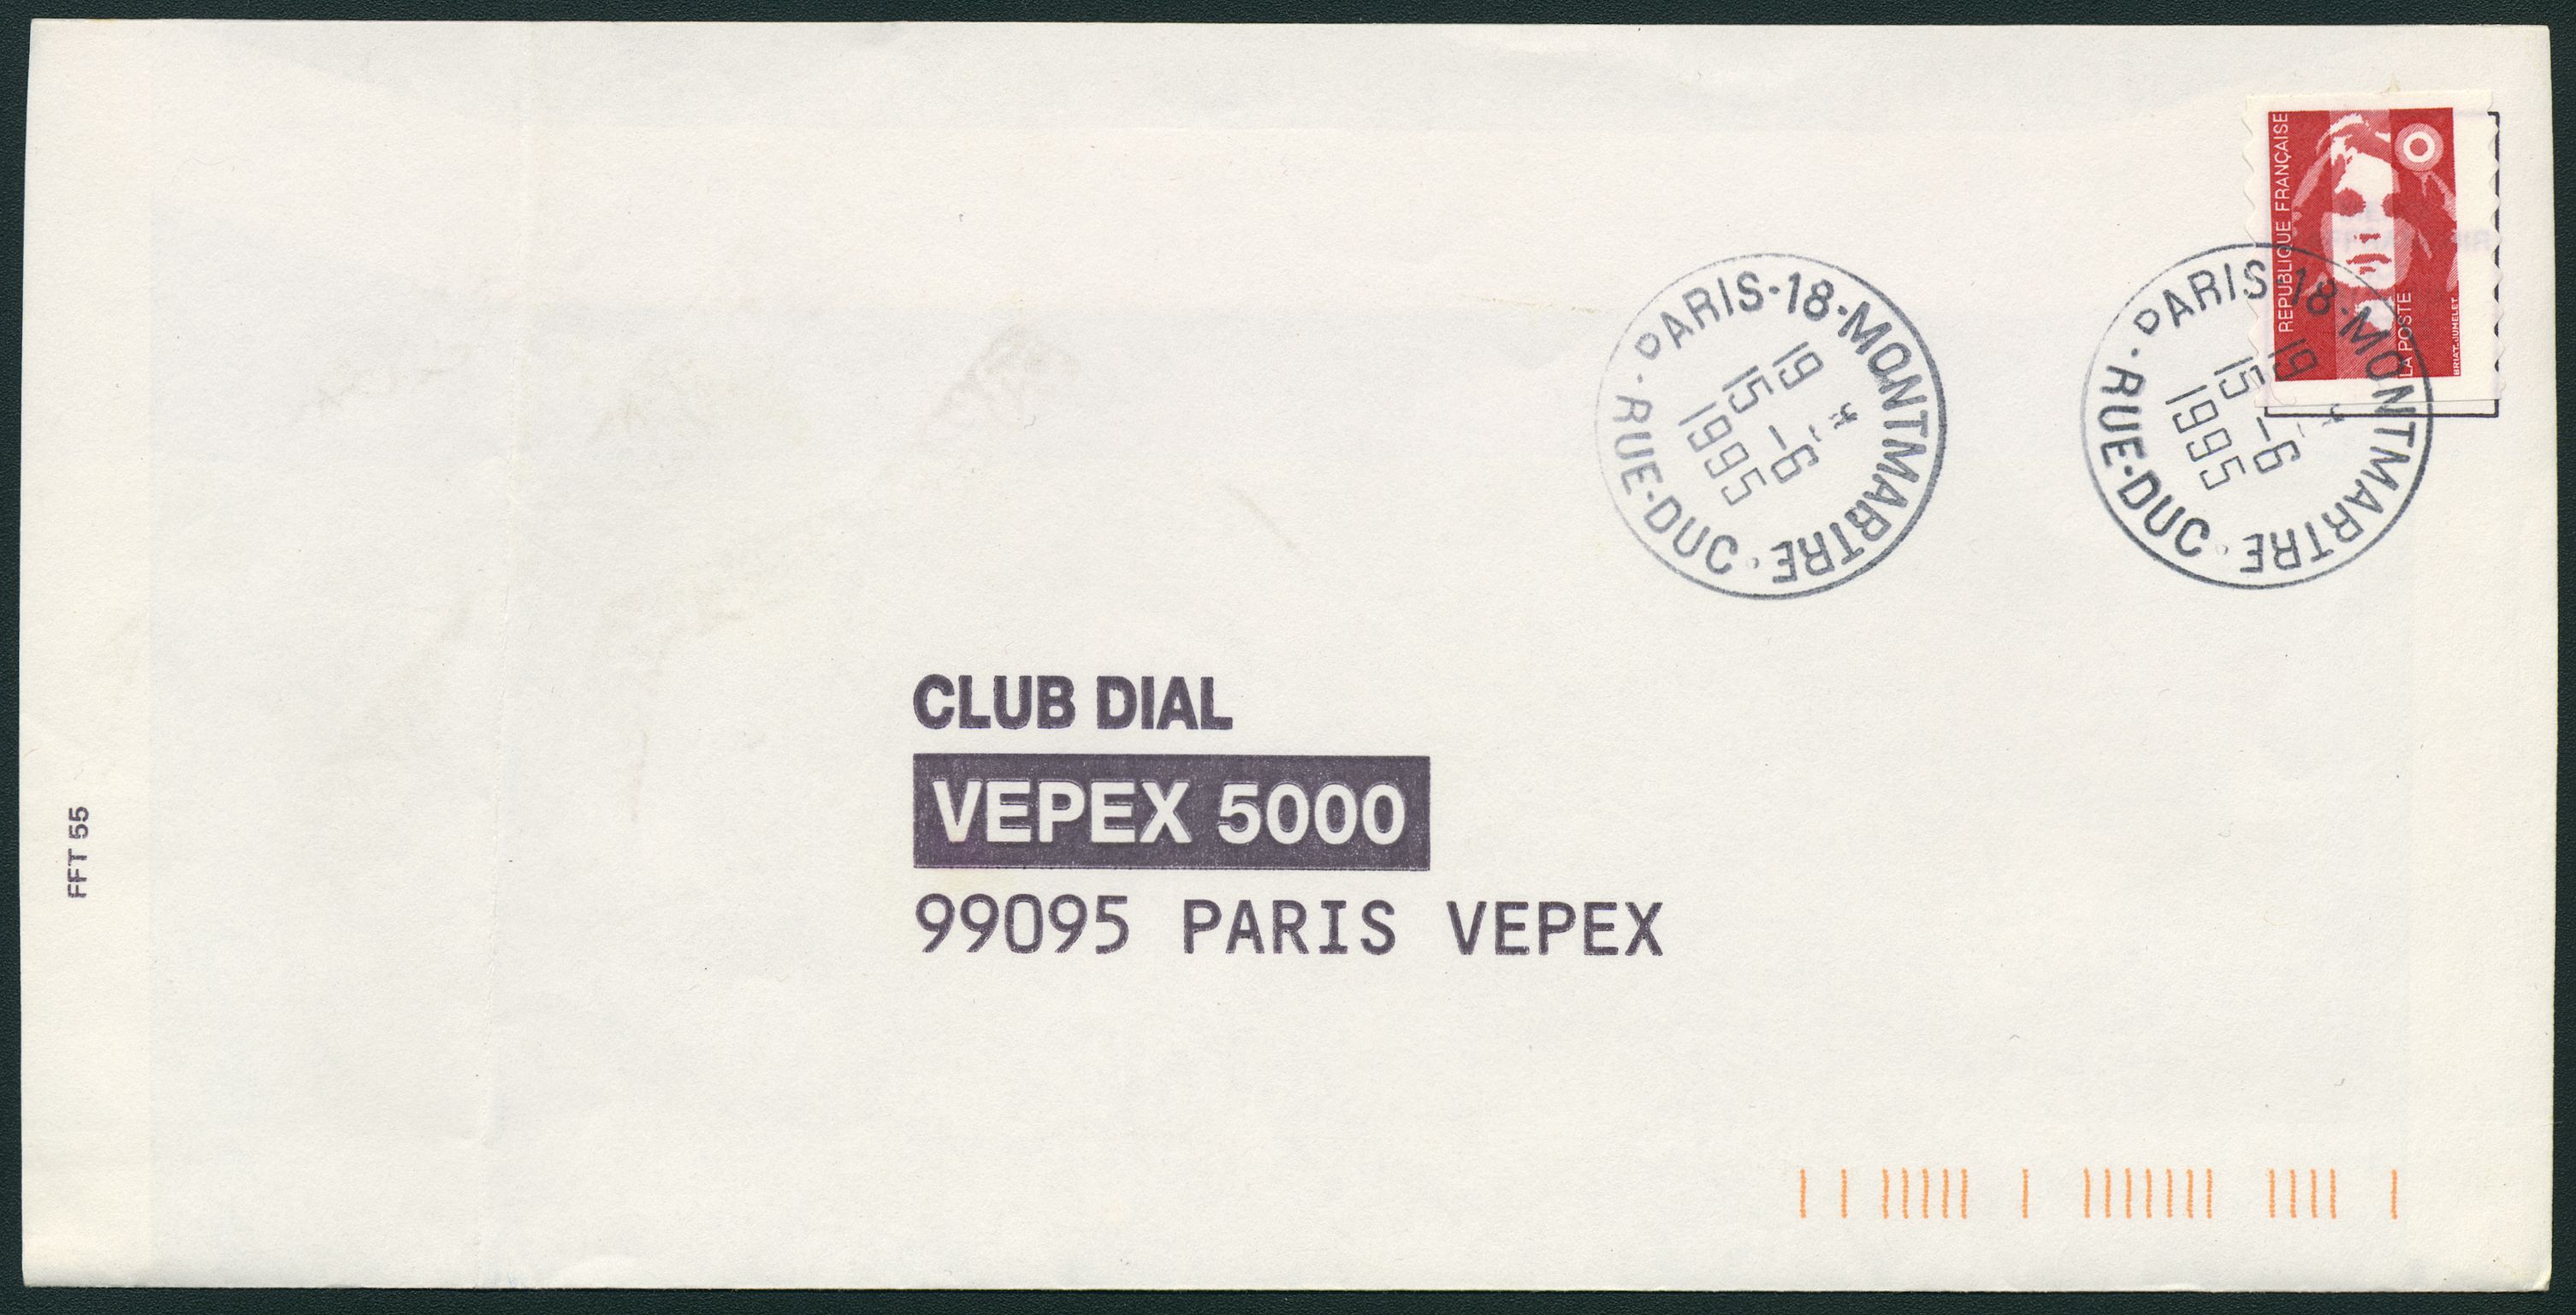 REPUBLIQUE FRANÇAISE
LA POSTE
BRIAT-JUMELET
PARIS-18-MONTMARTRE
RUE-DUC
19 H
15-6
1995
PARIS-18-MONTMARTRE
RUE-DUC
19 H
15-6
1995
CLUB DIAL
VEPEX 5000
99095 PARIS VEPEX
FFT 55